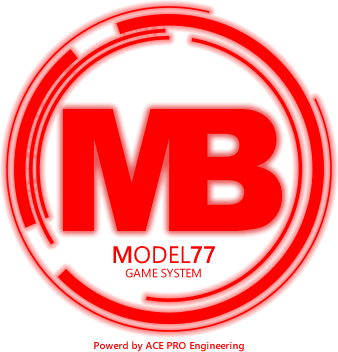 MB
MODEL77
GAME SYSTEM
Powerd by ACE PRO Engineering